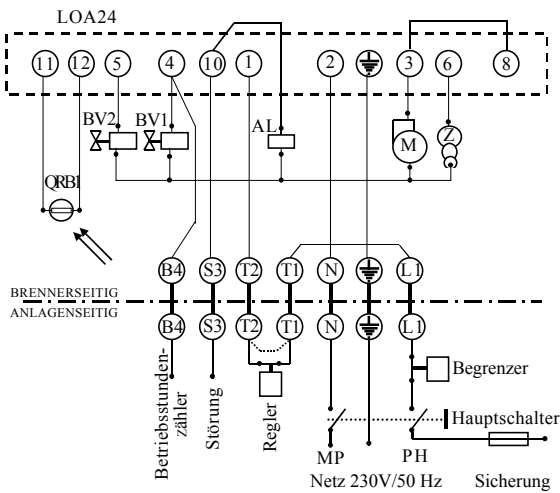 LOA24
11 12 5 4 10 1 2 3 6 8
BV2 BV1 AL M Z
QRB1
B4 S3 T2 T1 N L1
BRENNERSEITIG
ANLAGENSEITIG
B4 S3 T2 T1 N L1
Betriebsstunden-
zähler
Störung
Regler
Begrenzer
Hauptschalter
MP PH
Netz 230V/50 Hz Sicherung